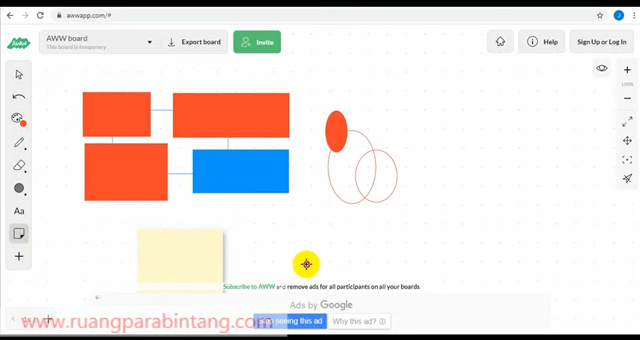 awwapp.com/#
J
AWW
AWW board
This board is temporary
Export board
Invite
Help
Sign Up or Log In
100%
Aa
Subscribe to AWW and remove ads for all participants on all your boards.
Ads by Google
seeing this ad
Why this ad?
www.ruangparabintang.com